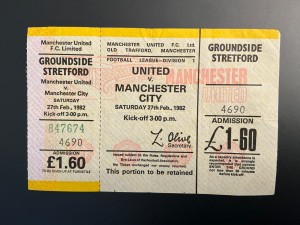 Manchester United
F.C. Limited
GROUNDSIDE
STRETFORD
Manchester United
v.
Manchester City
SATURDAY
27th Feb., 1982
Kick-off 3·00 p.m.
847674
4690
ADMISSION
£1.60
MANCHESTER UNITED F.C. Ltd.
OLD TRAFFORD, MANCHESTER
FOOTBALL LEAGUE–DIVISION 1
UNITED
v.
MANCHESTER
CITY
SATURDAY 27th Feb., 1982
Kick-off 3·00 p.m.
Secretary
This portion to be retained
GROUNDSIDE
STRETFORD
MANCHESTER
UNITED
4690
ADMISSION
£1-60